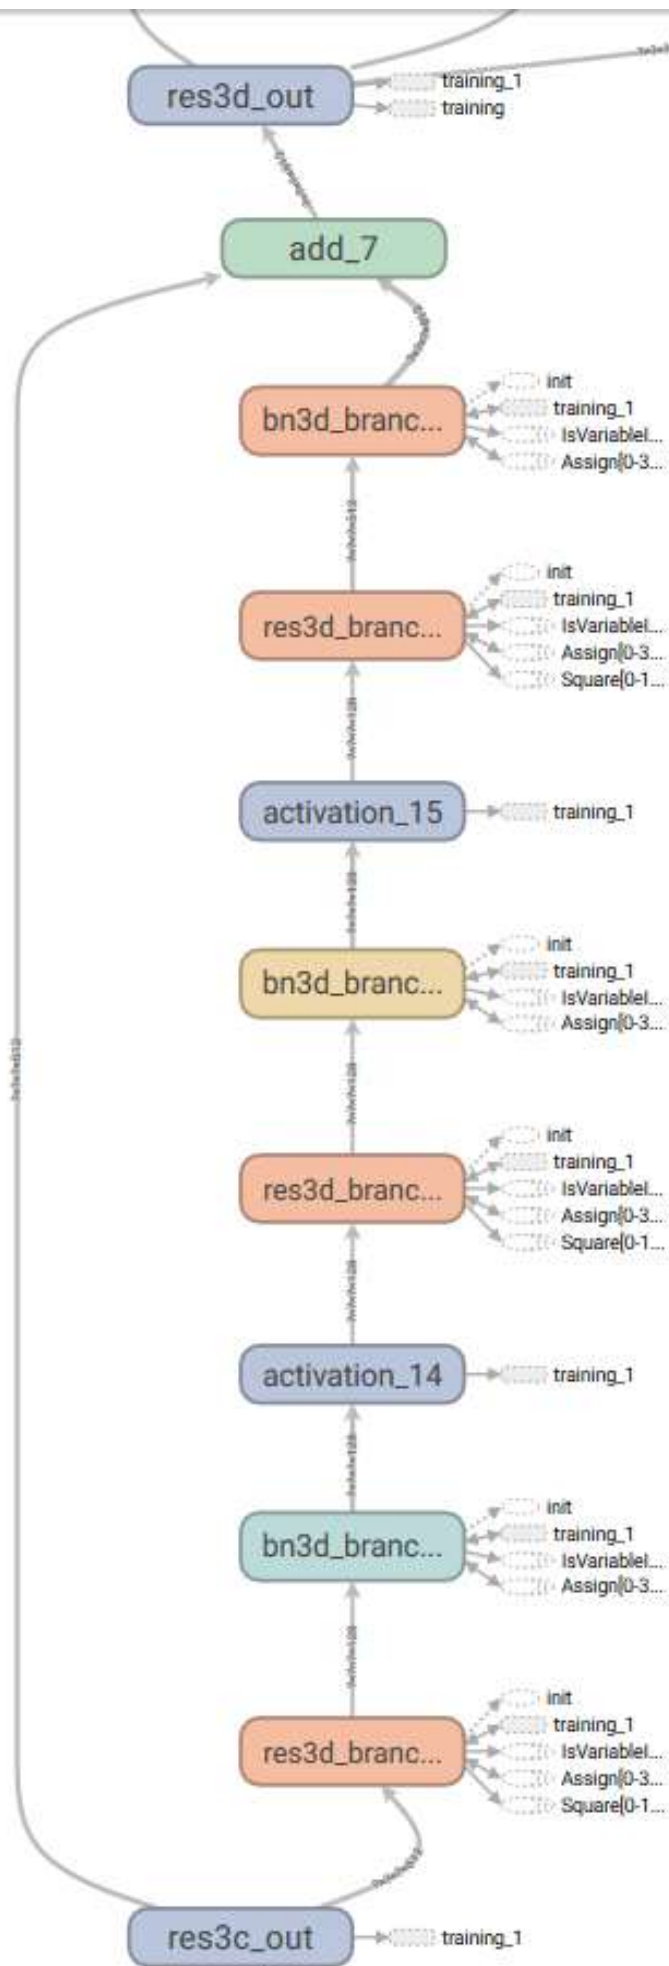 res3d_out
training_1
training
add_7
bn3d_branc...
init
training_1
IsVariableI...
Assign[0-3...
res3d_branc...
init
training_1
IsVariableI...
Assign[0-3...
Square[0-1...
activation_15
training_1
bn3d_branc...
init
training_1
IsVariableI...
Assign[0-3...
res3d_branc...
init
training_1
IsVariableI...
Assign[0-3...
Square[0-1...
activation_14
training_1
bn3d_branc...
init
training_1
IsVariableI...
Assign[0-3...
res3d_branc...
init
training_1
IsVariableI...
Assign[0-3...
Square[0-1...
res3c_out
training_1